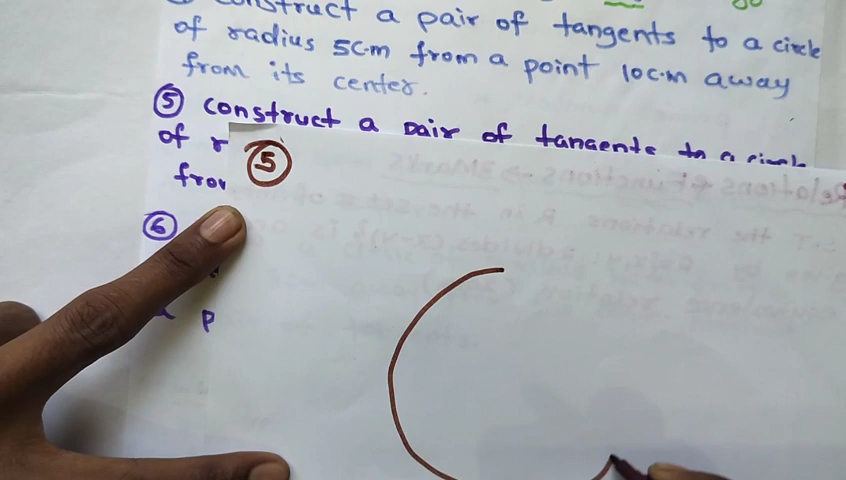 construct a pair of tangents to a circle
of radius 5c.m from a point 10c.m away
from its center.
⑤ construct a pair of tangents to a circle
of r
from
⑤
⑥
P